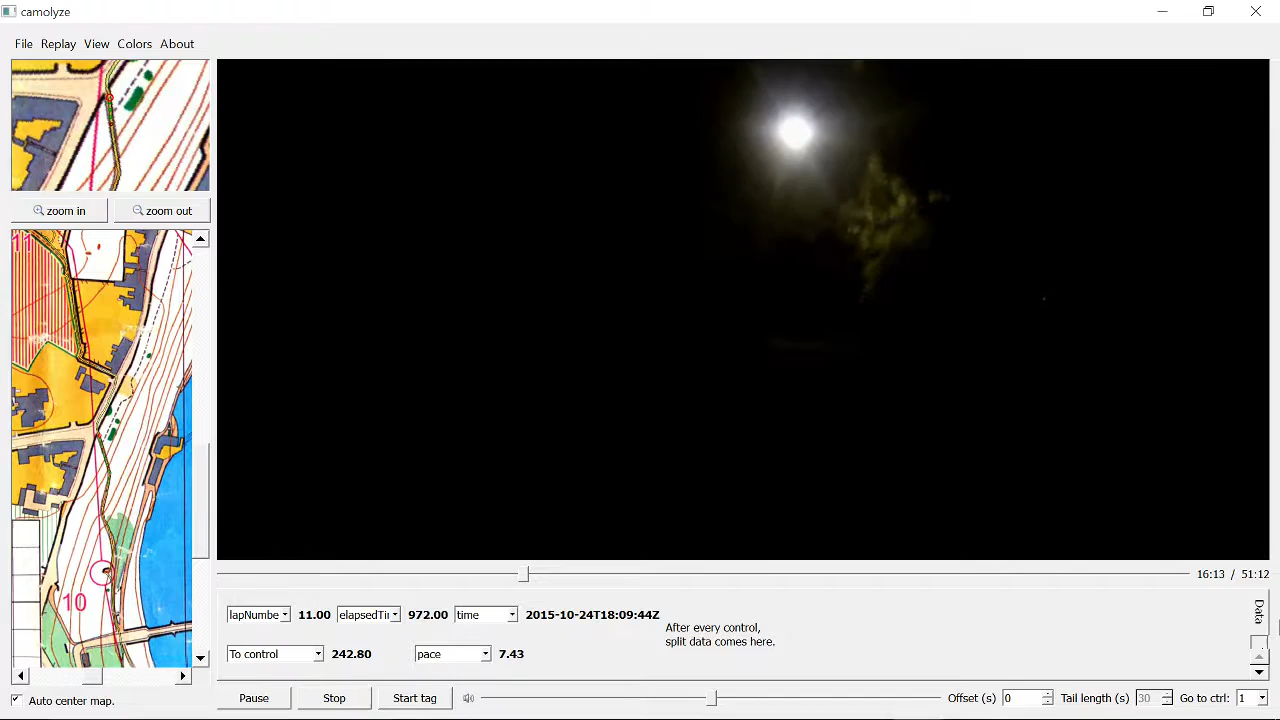 camolyze
File Replay View Colors About
zoom in
zoom out
11
10
16:13 / 51:12
lapNumbe 11.00 elapsedTii 972.00 time 2015-10-24T18:09:44Z
To control 242.80 pace 7.43
After every control,
split data comes here.
Data
Pause Stop Start tag
Offset (s) 0 Tail length (s) 30 Go to ctrl: 1
Auto center map.